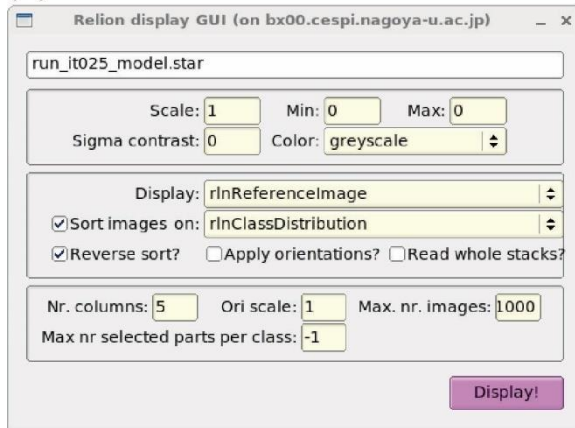 Relion display GUI (on bx00.cespi.nagoya-u.ac.jp)
run_it025_model.star
Scale: 1 Min: 0 Max: 0
Sigma contrast: 0 Color: greyscale
Display: rlnReferenceImage
Sort images on: rlnClassDistribution
Reverse sort? Apply orientations? Read whole stacks?
Nr. columns: 5 Ori scale: 1 Max. nr. images: 1000
Max nr selected parts per class: -1
Display!